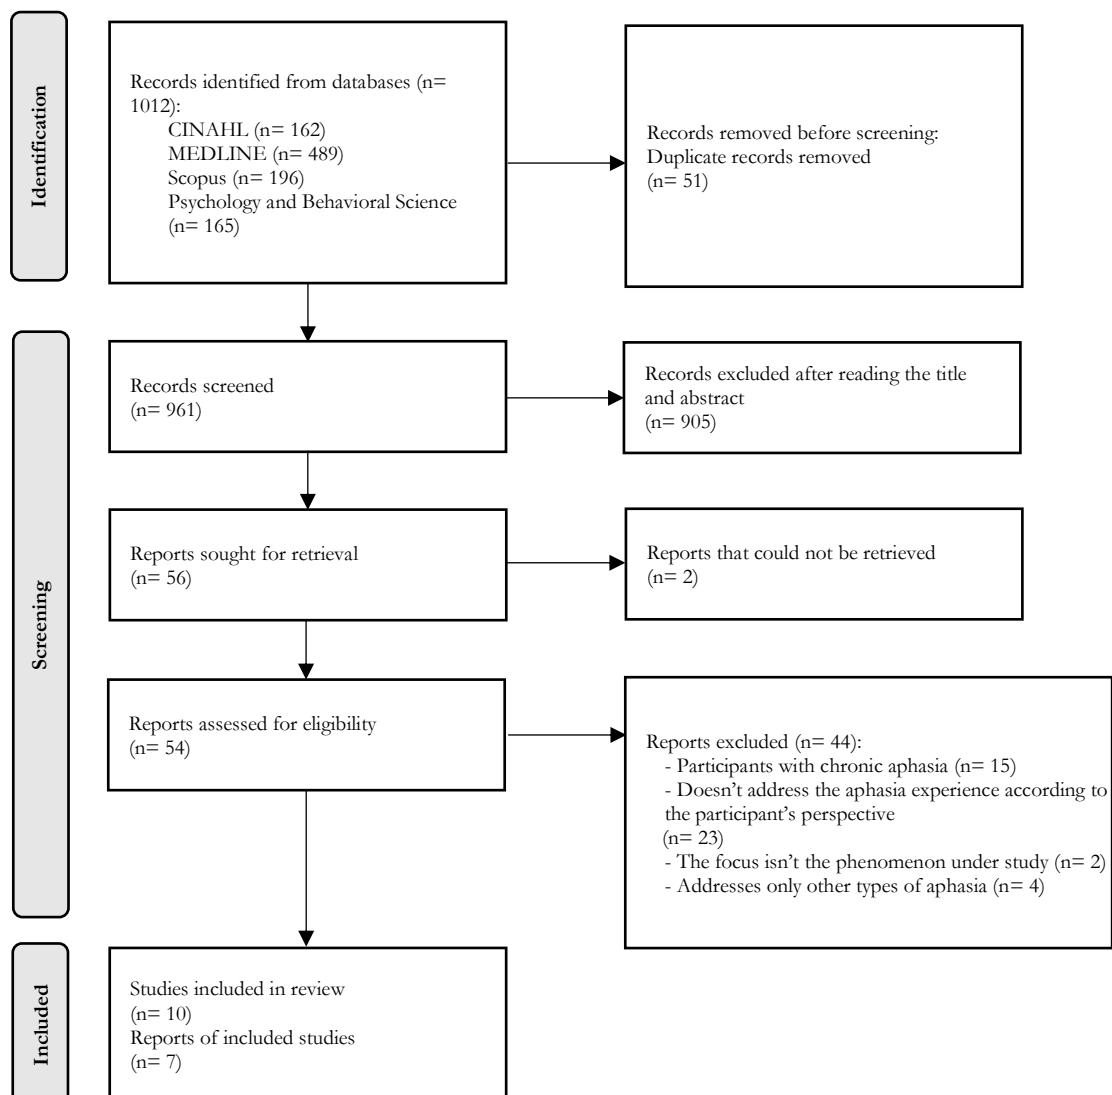 Identification
Records identified from databases (n=
1012):
CINAHL (n= 162)
MEDLINE (n= 489)
Scopus (n= 196)
Psychology and Behavioral Science
(n= 165)
Records removed before screening:
Duplicate records removed
(n= 51)
Screening
Records screened
(n= 961)
Records excluded after reading the title
and abstract
(n= 905)
Reports sought for retrieval
(n= 56)
Reports that could not be retrieved
(n= 2)
Reports assessed for eligibility
(n= 54)
Reports excluded (n= 44):
- Participants with chronic aphasia (n= 15)
- Doesn’t address the aphasia experience according to
the participant’s perspective
(n= 23)
- The focus isn’t the phenomenon under study (n= 2)
- Addresses only other types of aphasia (n= 4)
Included
Studies included in review
(n= 10)
Reports of included studies
(n= 7)